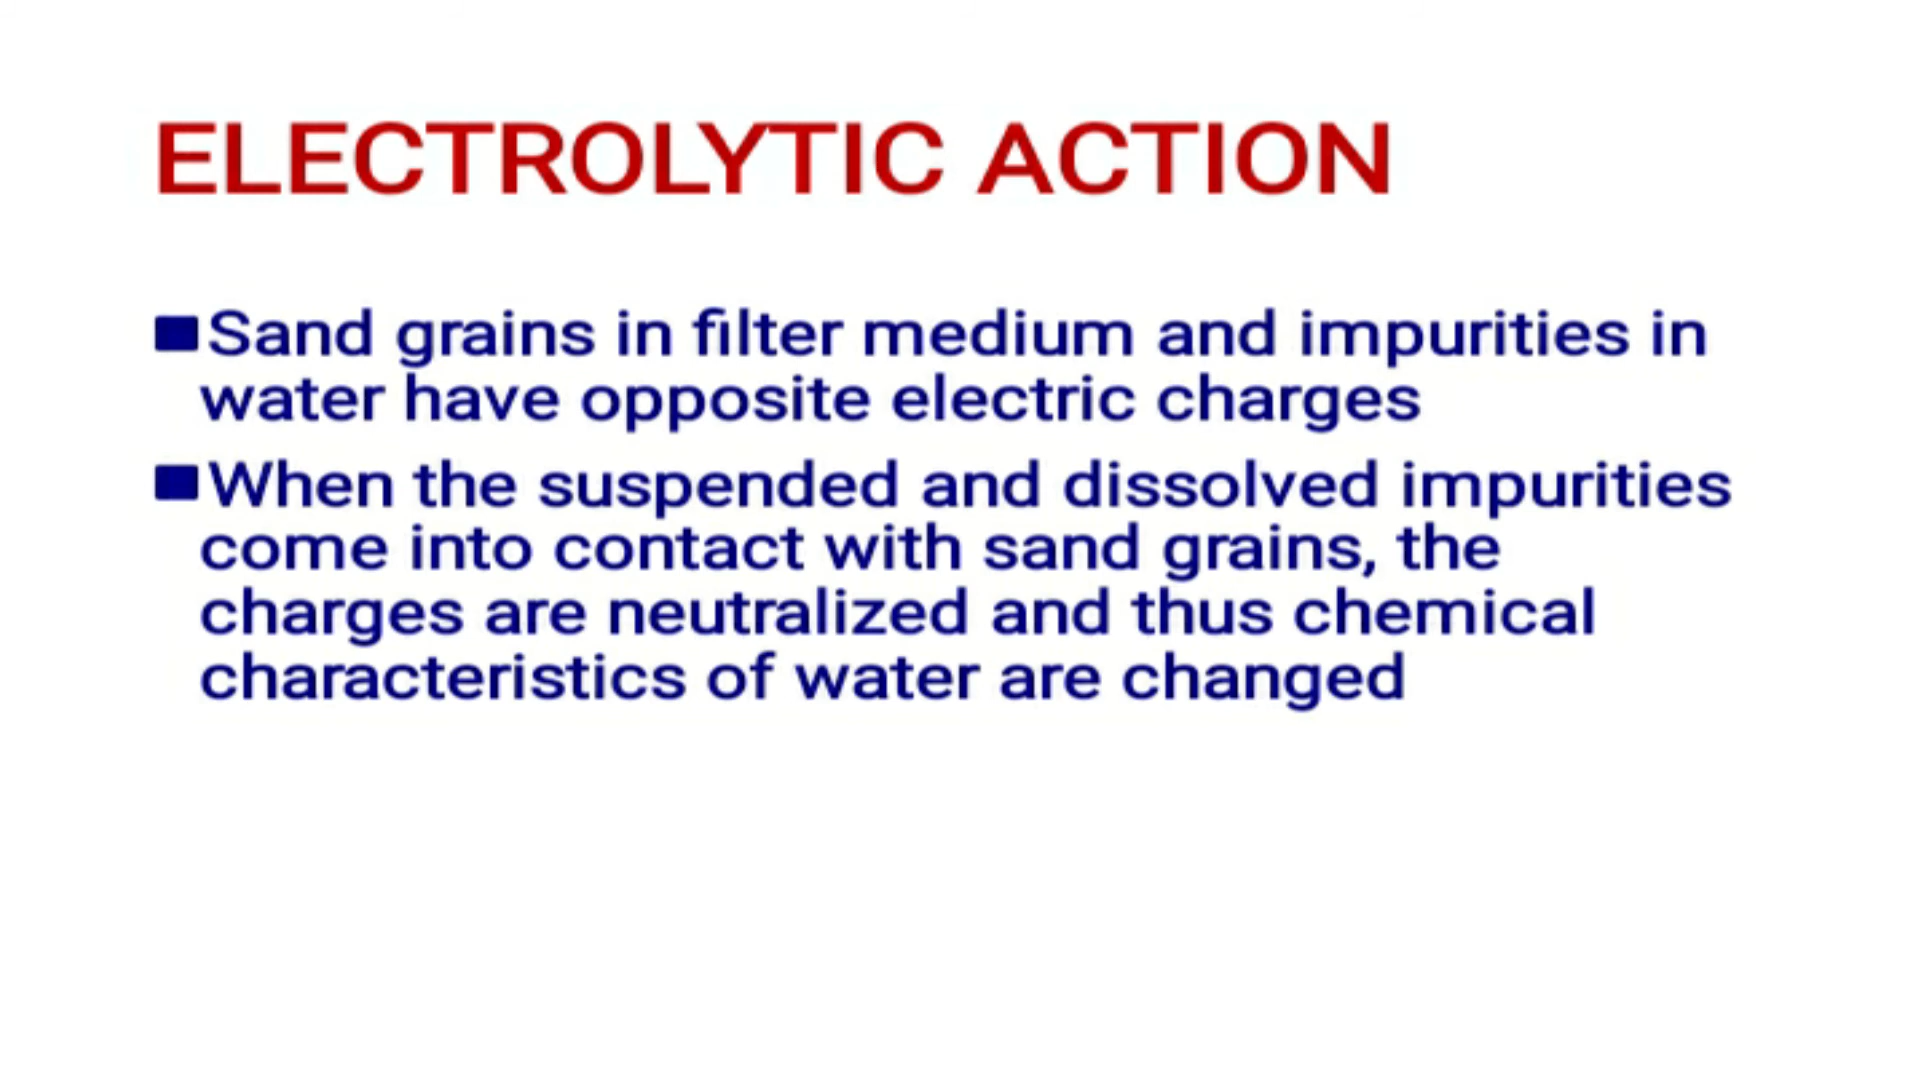 ELECTROLYTIC ACTION
■Sand grains in filter medium and impurities in
water have opposite electric charges
■When the suspended and dissolved impurities
come into contact with sand grains, the
charges are neutralized and thus chemical
characteristics of water are changed